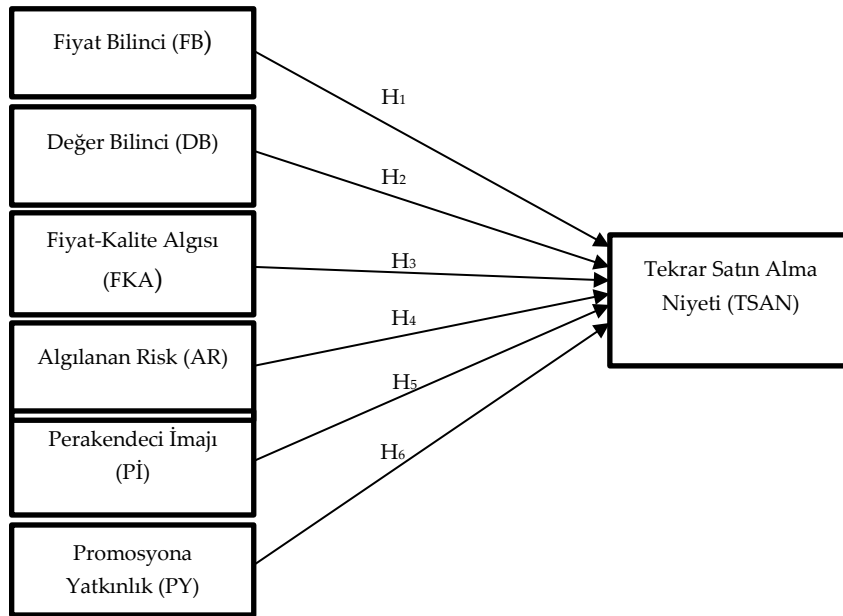 Fiyat Bilinci (FB)
H1
Değer Bilinci (DB)
H2
Fiyat-Kalite Algısı
(FKA)
H3
Algılanan Risk (AR)
H4
Perakendeci İmajı
(Pİ)
H5
Promosyona
Yatkınlık (PY)
H6
Tekrar Satın Alma
Niyeti (TSAN)